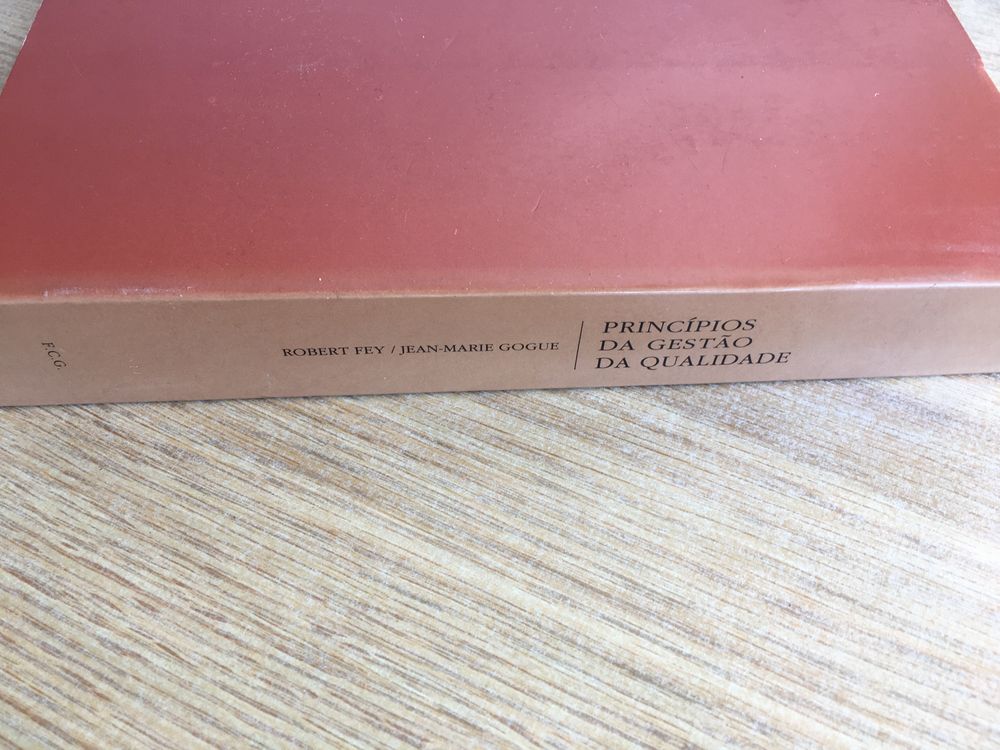 F.C.G.
ROBERT FEY / JEAN-MARIE GOGUE
PRINCÍPIOS
DA GESTÃO
DA QUALIDADE